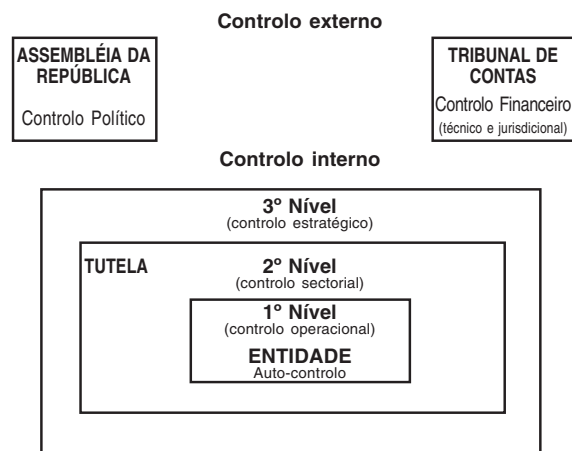 Controlo externo
ASSEMBLÉIA DA
REPÚBLICA
Controlo Político
TRIBUNAL DE
CONTAS
Controlo Financeiro
(técnico e jurisdicional)
Controlo interno
3º Nível
(controlo estratégico)
TUTELA
2º Nível
(controlo sectorial)
1º Nível
(controlo operacional)
ENTIDADE
Auto-controlo